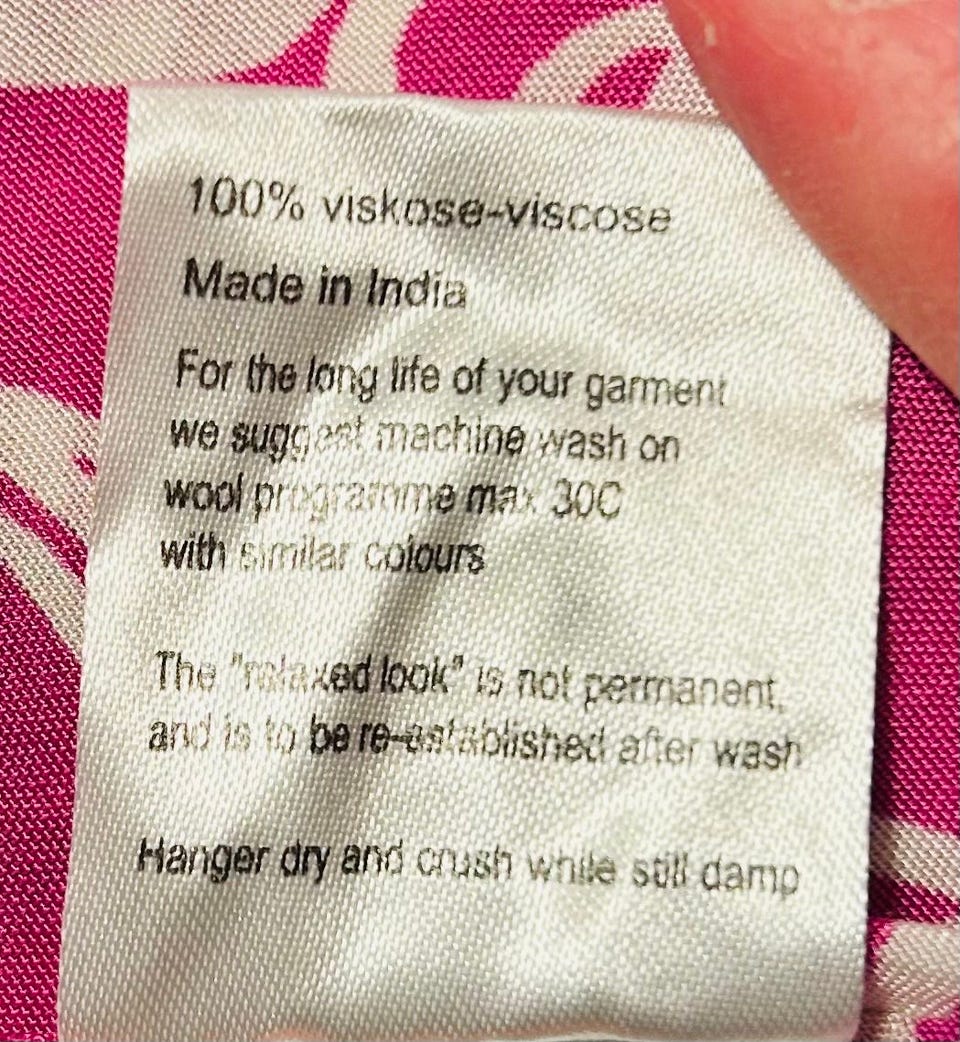 100% viskose-viscose
Made in India
For the long life of your garment
we suggest machine wash on
wool programme max 30C
with similar colours
The "relaxed look" is not permanent,
and is to be re-established after wash
Hanger dry and crush while still damp